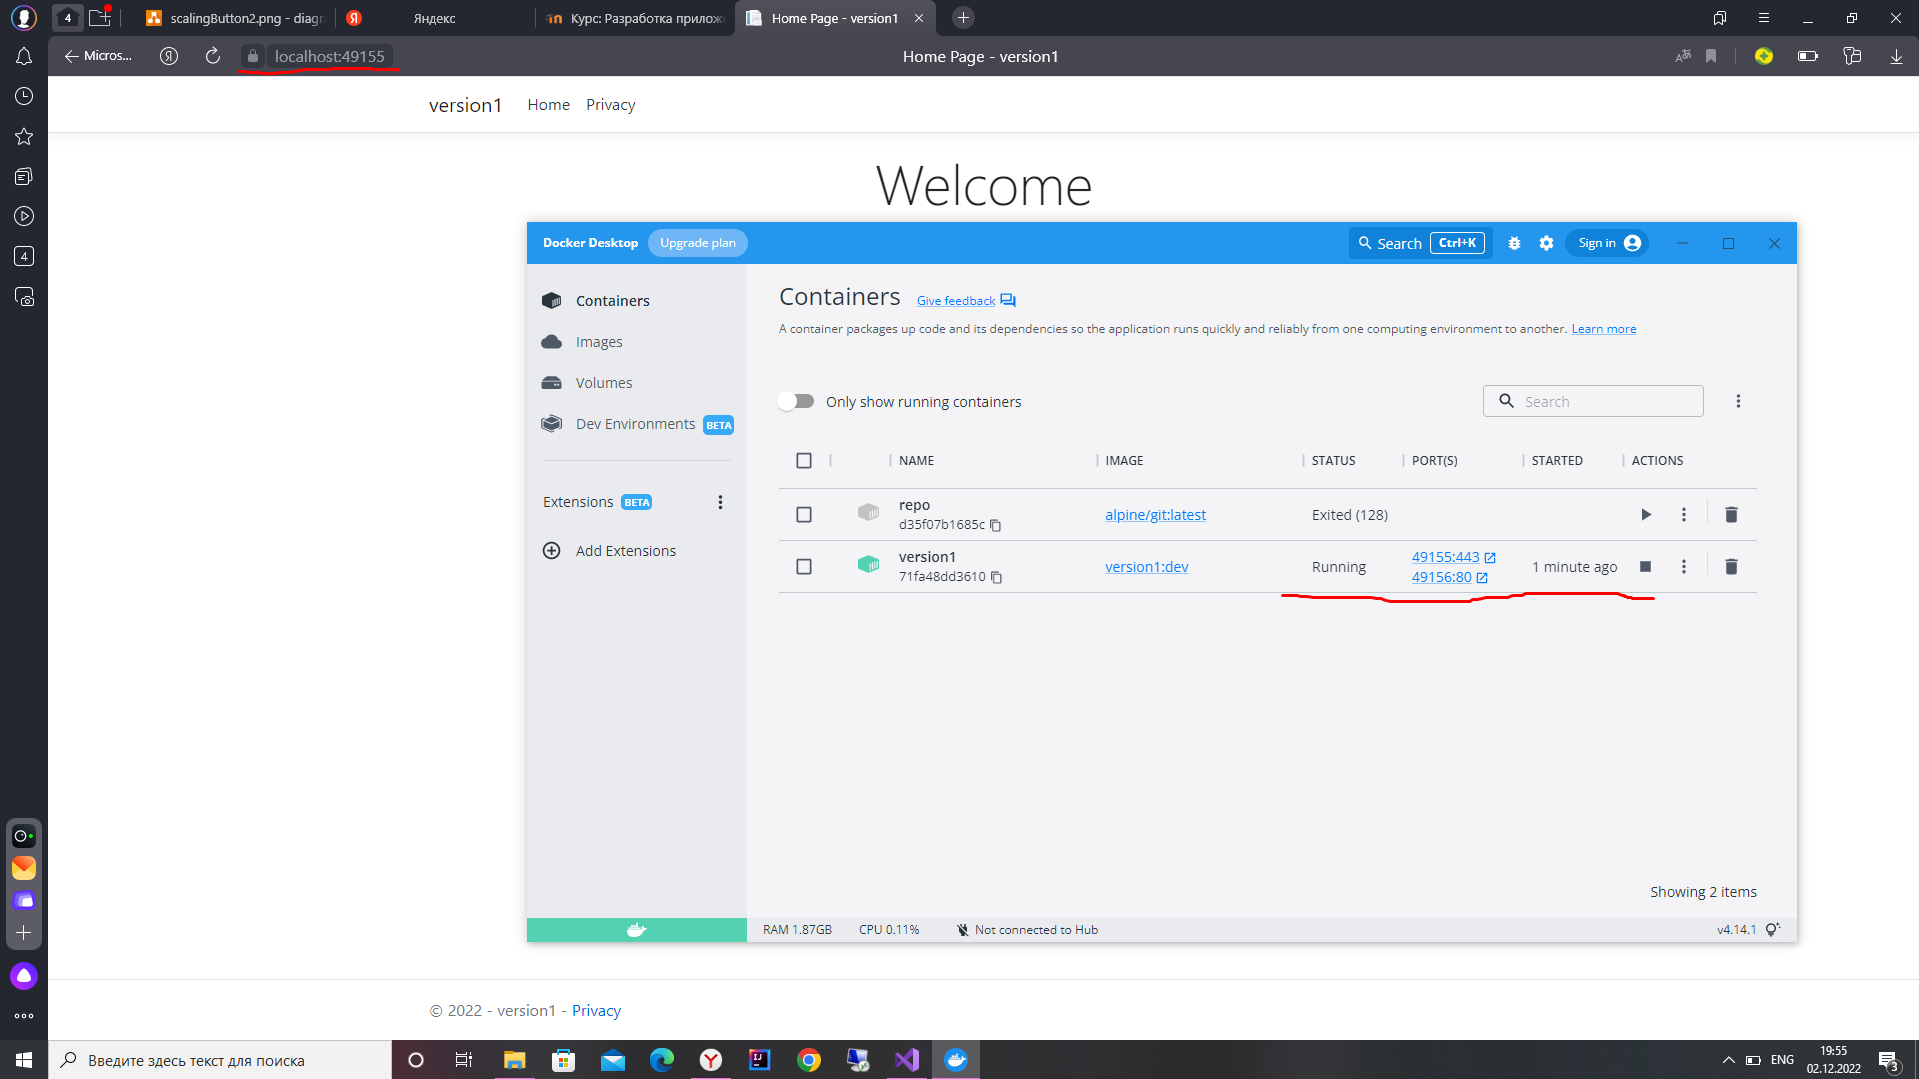 4
scalingButton2.png - diagr
Яндекс
Курс: Разработка прилож
Home Page - version1
Micros...
localhost:49155
Home Page - version1
version1
Home
Privacy
Welcome
Docker Desktop
Upgrade plan
Search
Ctrl+K
Sign in
Containers
Images
Volumes
Dev Environments
BETA
Extensions
BETA
Add Extensions
Containers
Give feedback
A container packages up code and its dependencies so the application runs quickly and reliably from one computing environment to another. Learn more
Only show running containers
Search
NAME
IMAGE
STATUS
PORT(S)
STARTED
ACTIONS
repo
d35f07b1685c
alpine/git:latest
Exited (128)
version1
71fa48dd3610
version1:dev
Running
49155:443
49156:80
1 minute ago
Showing 2 items
RAM 1.87GB
CPU 0.11%
Not connected to Hub
v4.14.1
4
© 2022 - version1 - Privacy
Введите здесь текст для поиска
ENG
19:55
02.12.2022
3